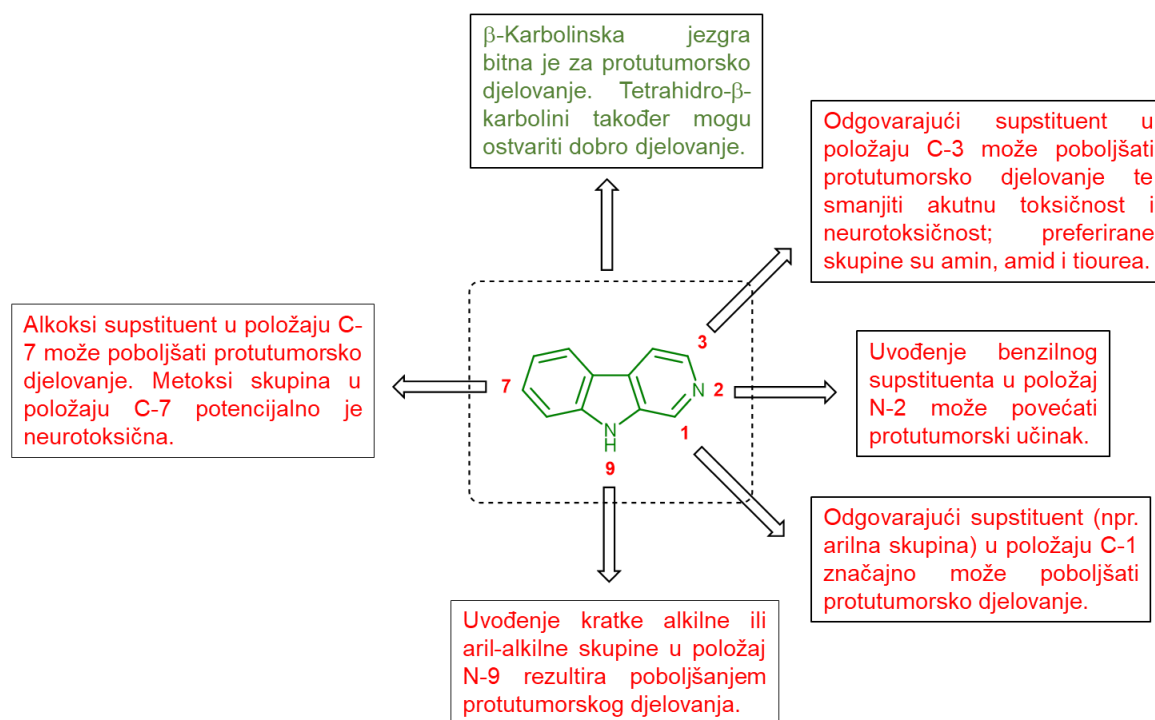 β-Karbolinska jezgra
bitna je za protutumorsko
djelovanje. Tetrahidro-β-
karbolini također mogu
ostvariti dobro djelovanje.
Odgovarajući supstituent u
položaju C-3 može poboljšati
protutumorsko djelovanje te
smanjiti akutnu toksičnost i
neurotoksičnost; preferirane
skupine su amin, amid i tiourea.
Alkoksi supstituent u položaju C-
7 može poboljšati protutumorsko
djelovanje. Metoksi skupina u
položaju C-7 potencijalno je
neurotoksična.
3
7
N
2
N
H
1
9
Uvođenje benzilnog
supstituenta u položaj
N-2 može povećati
protutumorski učinak.
Odgovarajući supstituent (npr.
arilna skupina) u položaju C-1
značajno može poboljšati
protutumorsko djelovanje.
Uvođenje kratke alkilne ili
aril-alkilne skupine u položaj
N-9 rezultira poboljšanjem
protutumorskog djelovanja.